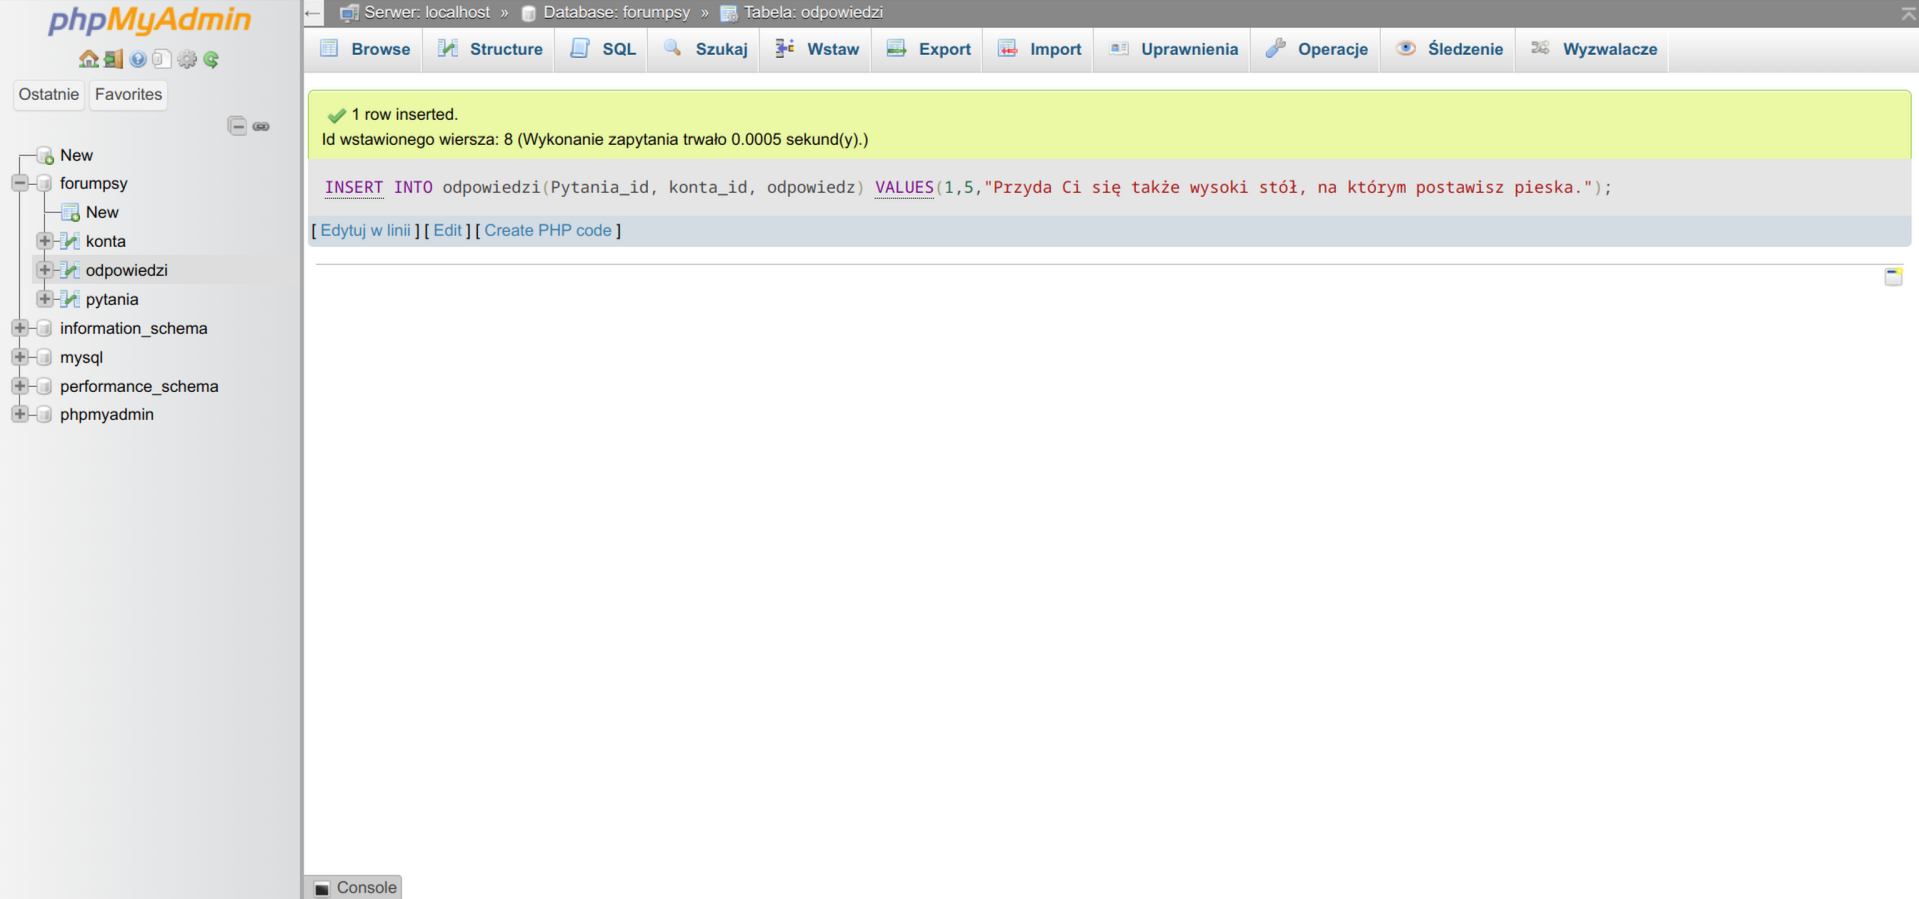 phpMyAdmin
Ostatnie Favorites
New
forumpsy
New
konta
odpowiedzi
pytania
information_schema
mysql
performance_schema
phpmyadmin
Serwer: localhost » Database: forumpsy » Tabela: odpowiedzi
Browse Structure SQL Szukaj Wstaw Export Import Uprawnienia Operacje Śledzenie Wyzwalacze
1 row inserted.
Id wstawionego wiersza: 8 (Wykonanie zapytania trwało 0.0005 sekund(y).)
INSERT INTO odpowiedzi(Pytania_id, konta_id, odpowiedz) VALUES(1,5,"Przyda Ci się także wysoki stół, na którym postawisz pieska.");
[ Edytuj w linii ] [ Edit ] [ Create PHP code ]
Console